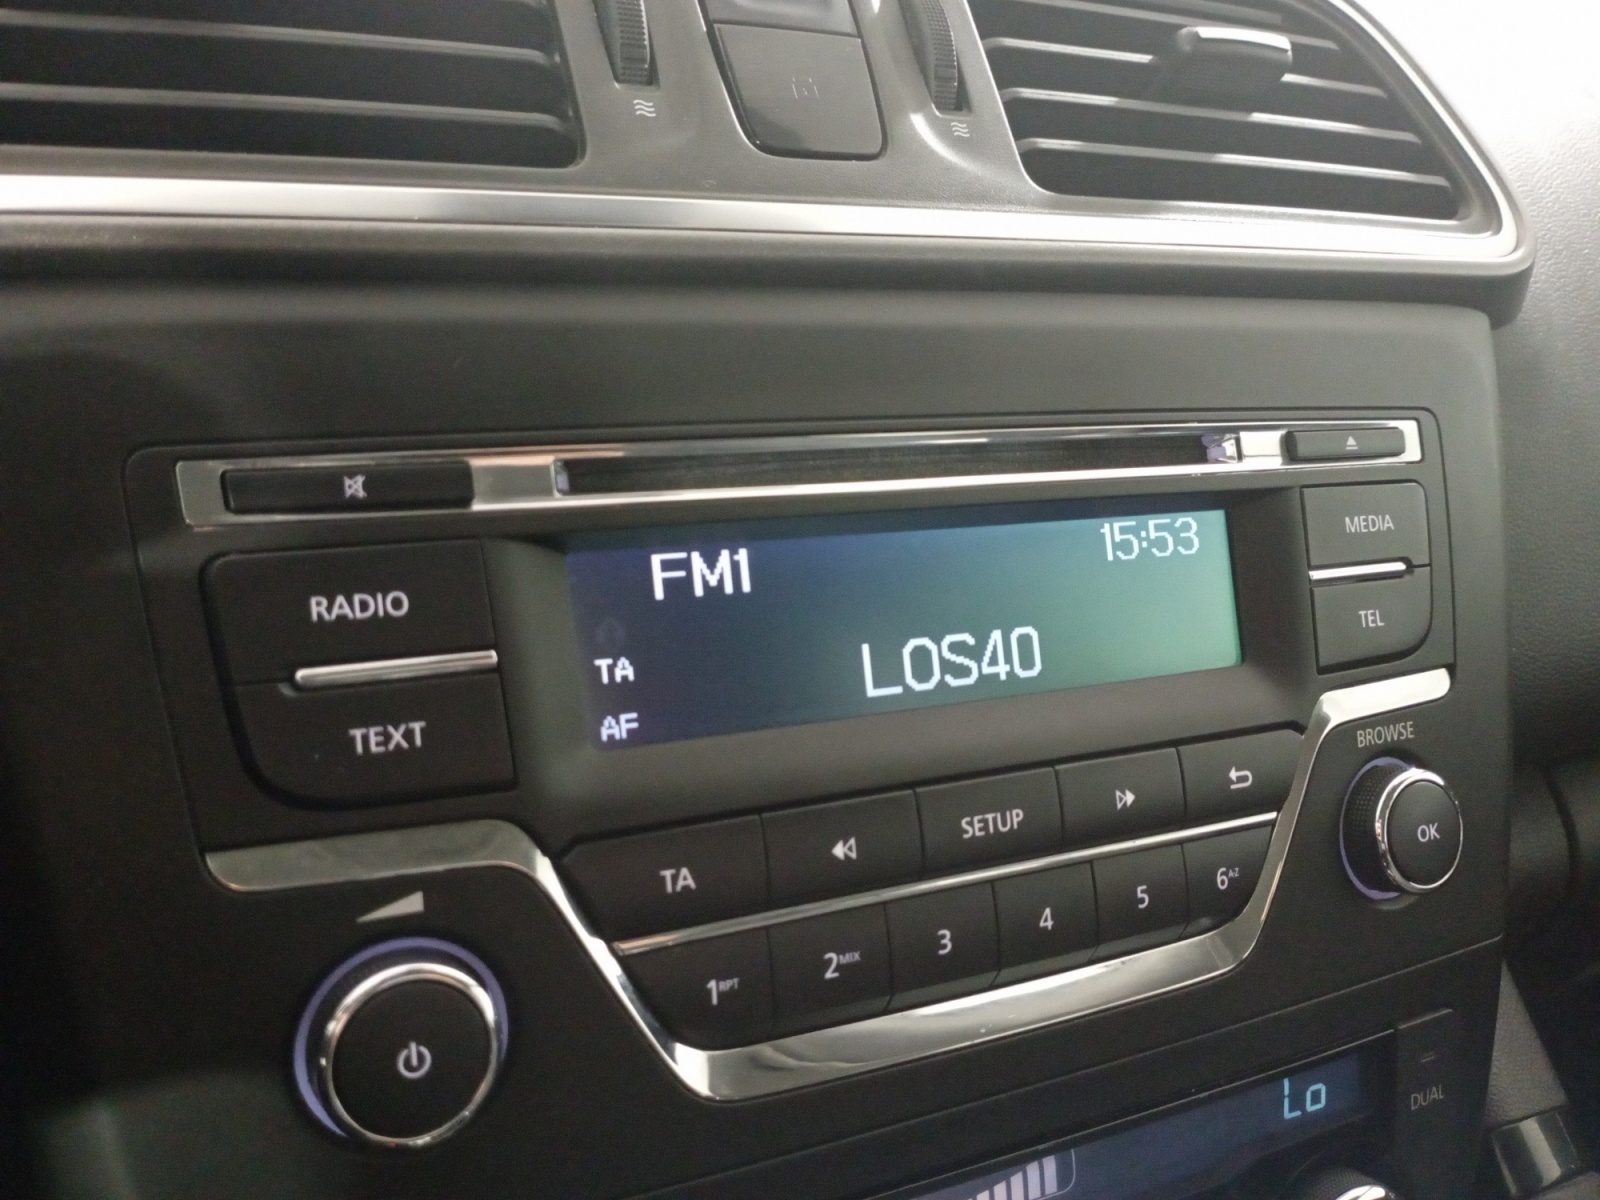 FM1 15:53
LOS40
TA
AF
RADIO
TEXT
MEDIA
TEL
BROWSE
OK
TA
SETUP
1RPT 2MIX 3 4 5 6A-Z
Lo
DUAL